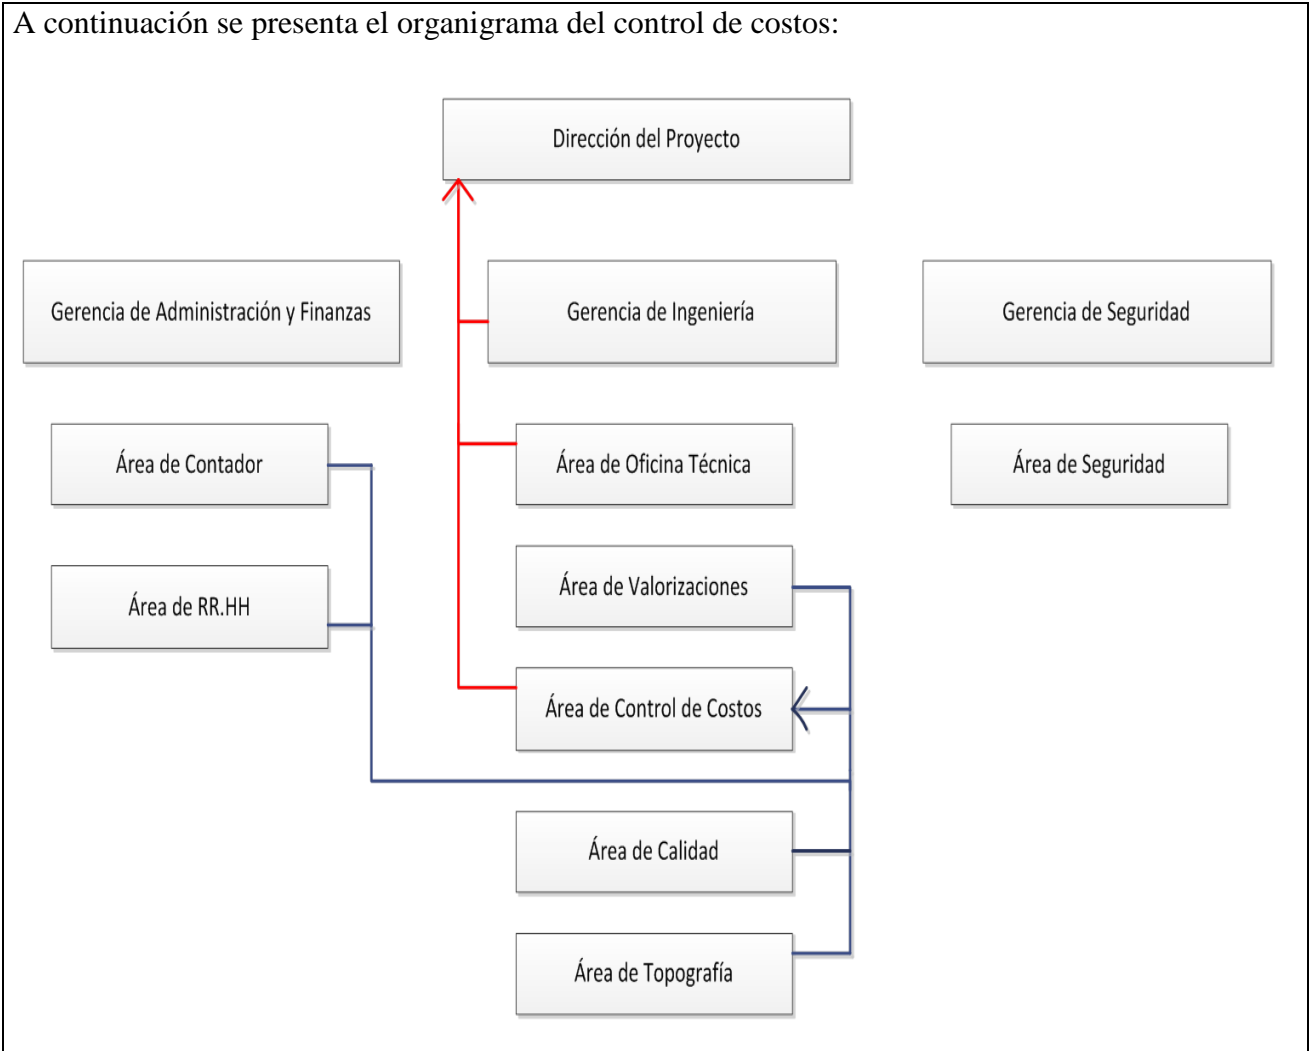 A continuación se presenta el organigrama del control de costos:
Dirección del Proyecto
Gerencia de Administración y Finanzas
Gerencia de Ingeniería
Gerencia de Seguridad
Área de Contador
Área de Oficina Técnica
Área de Seguridad
Área de Valorizaciones
Área de RR.HH
Área de Control de Costos
Área de Calidad
Área de Topografía